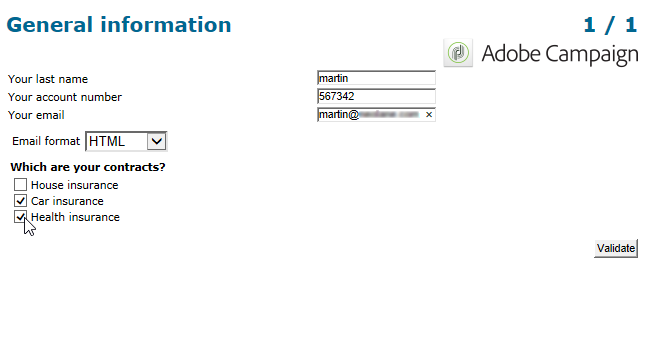 General information 1 / 1
Adobe Campaign
Your last name martin
Your account number 567342
Your email martin@
Email format HTML
Which are your contracts?
House insurance
Car insurance
Health insurance
Validate